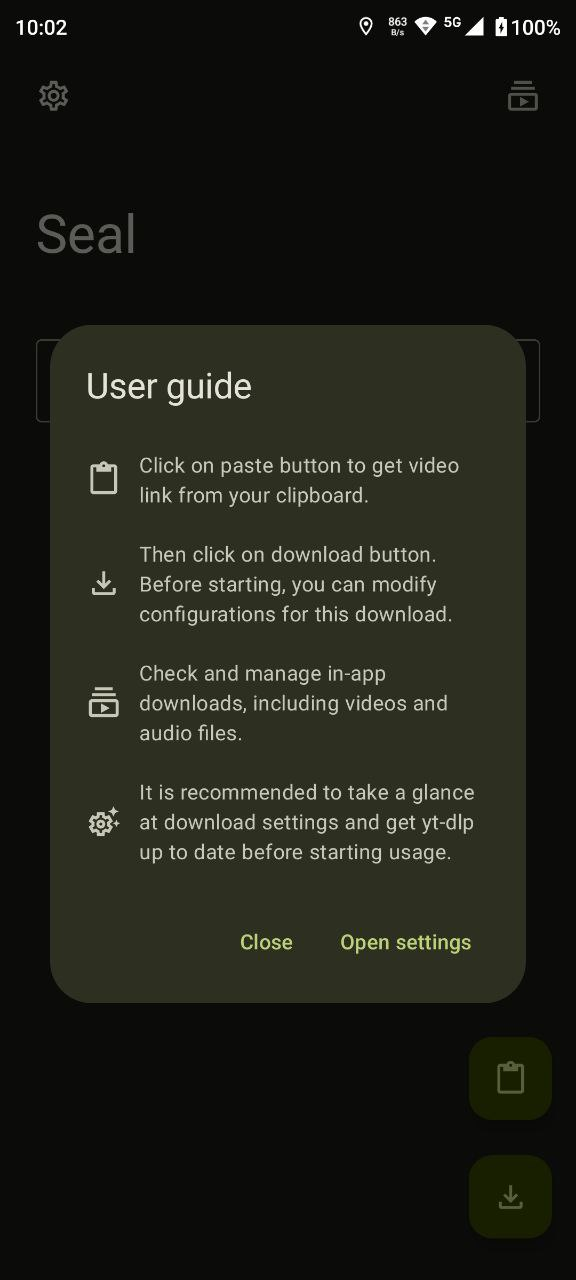 10:02
863
B/s
5G
100%
Seal
User guide
Click on paste button to get video
link from your clipboard.
Then click on download button.
Before starting, you can modify
configurations for this download.
Check and manage in-app
downloads, including videos and
audio files.
It is recommended to take a glance
at download settings and get yt-dlp
up to date before starting usage.
Close
Open settings